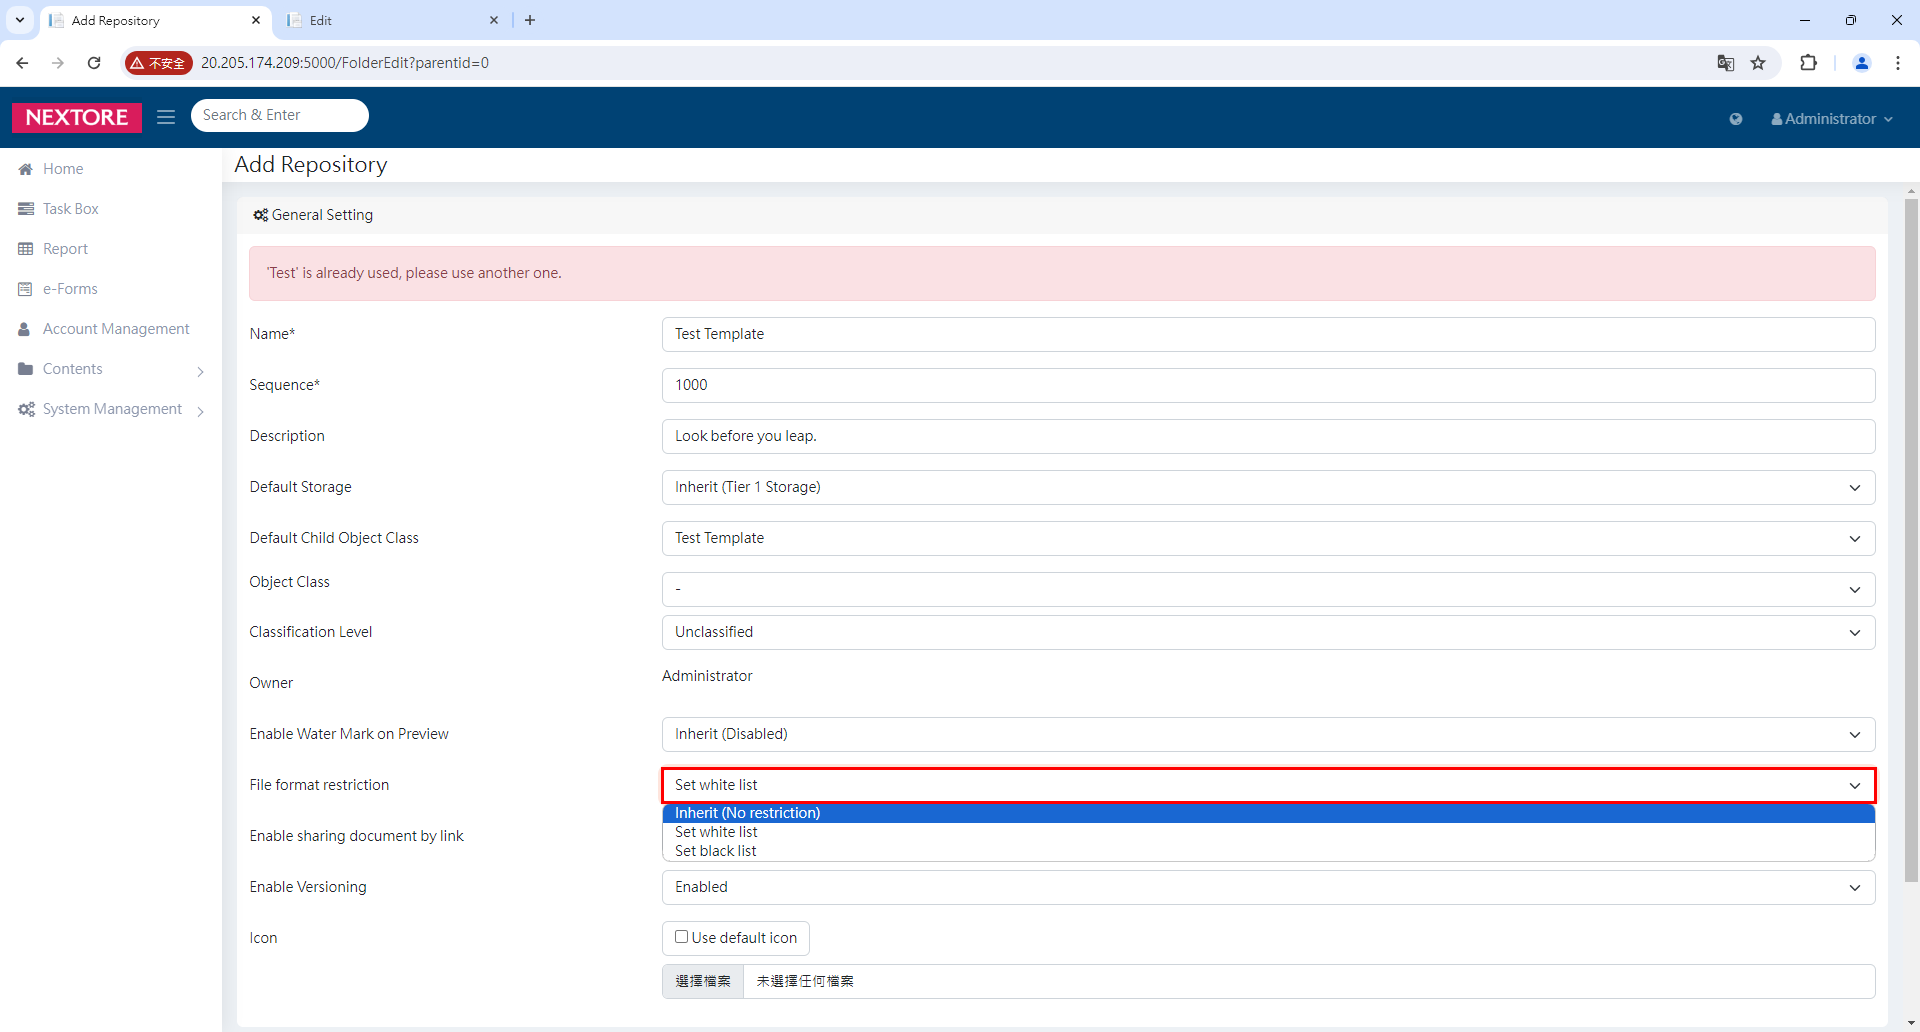 Add Repository
Edit
不安全
20.205.174.209:5000/FolderEdit?parentid=0
NEXTORE
Search & Enter
Administrator
Home
Task Box
Report
e-Forms
Account Management
Contents
System Management
Add Repository
General Setting
'Test' is already used, please use another one.
Name*
Test Template
Sequence*
1000
Description
Look before you leap.
Default Storage
Inherit (Tier 1 Storage)
Default Child Object Class
Test Template
Object Class
-
Classification Level
Unclassified
Owner
Administrator
Enable Water Mark on Preview
Inherit (Disabled)
File format restriction
Set white list
Inherit (No restriction)
Set white list
Set black list
Enable sharing document by link
Enable Versioning
Enabled
Icon
Use default icon
選擇檔案
未選擇任何檔案